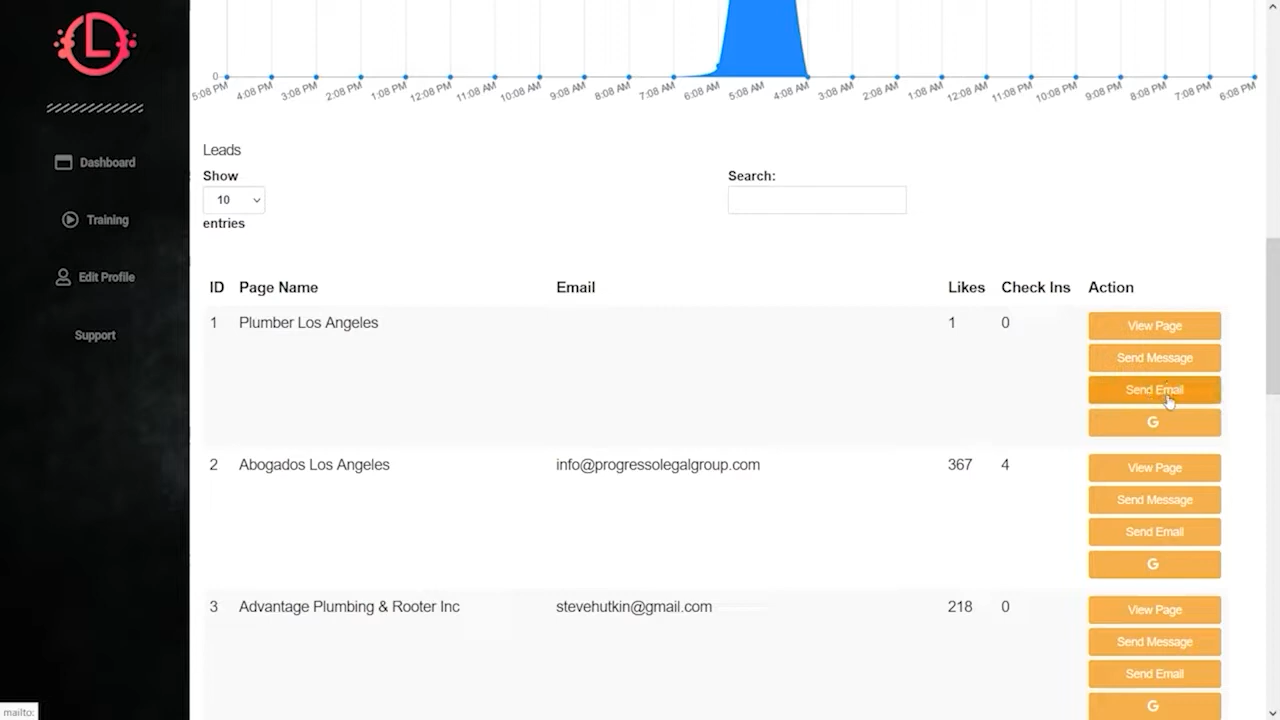 L
0
5:08 PM 4:08 PM 3:08 PM 2:08 PM 1:08 PM 12:08 PM 11:08 AM 10:08 AM 9:08 AM 8:08 AM 7:08 AM 6:08 AM 5:08 AM 4:08 AM 3:08 AM 2:08 AM 1:08 AM 12:08 AM 11:08 PM 10:08 PM 9:08 PM 8:08 PM 7:08 PM 6:08 PM
Dashboard
Training
Edit Profile
Support
Leads
Show
10
entries
Search:
ID Page Name Email Likes Check Ins Action
1 Plumber Los Angeles 1 0 View Page
Send Message
Send Email
G
2 Abogados Los Angeles info@progressolegalgroup.com 367 4 View Page
Send Message
Send Email
G
3 Advantage Plumbing & Rooter Inc stevehutkin@gmail.com 218 0 View Page
Send Message
Send Email
G
mailto: